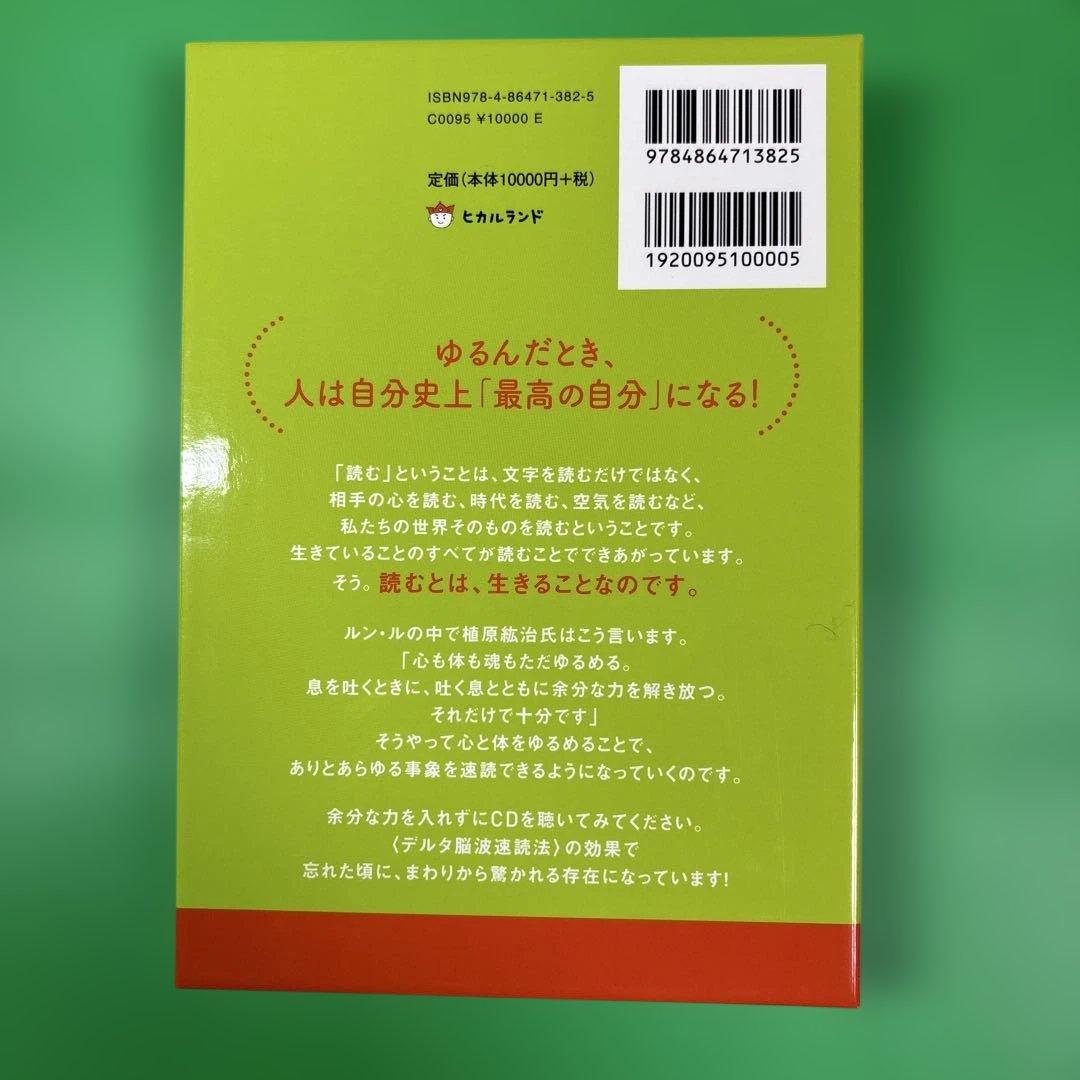 ISBN978-4-86471-382-5
C0095 ¥10000 E
定価(本体10000円+税)
ヒカルランド
9784864713825
1920095100005
ゆるんだとき、
人は自分史上「最高の自分」になる!
「読む」ということは、文字を読むだけではなく、
相手の心を読む、時代を読む、空気を読むなど、
私たちの世界そのものを読むということです。
生きていることのすべてが読むことでできあがっています。
そう。読むとは、生きることなのです。
ルン・ルの中で植原紘治氏はこう言います。
「心も体も魂もただゆるめる。
息を吐くときに、吐く息とともに余分な力を解き放つ。
それだけで十分です」
そうやって心と体をゆるめることで、
ありとあらゆる事象を速読できるようになっていくのです。
余分な力を入れずにCDを聴いてみてください。
〈デルタ脳波速読法〉の効果で
忘れた頃に、まわりから驚かれる存在になっています!